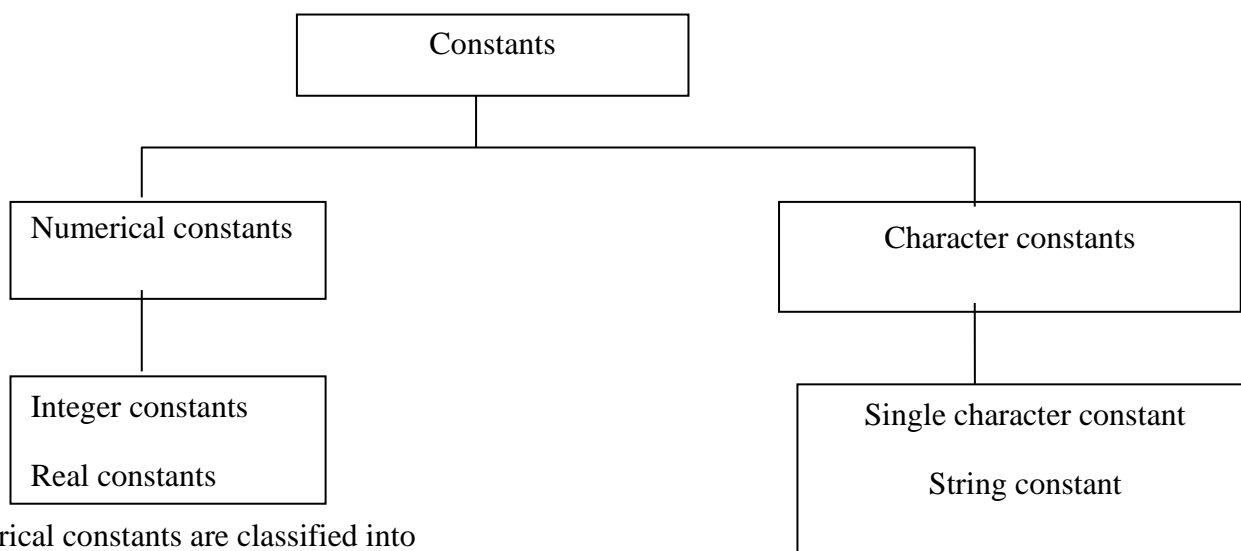 Constants
Numerical constants
Character constants
Integer constants
Real constants
Single character constant
String constant
rical constants are classified into